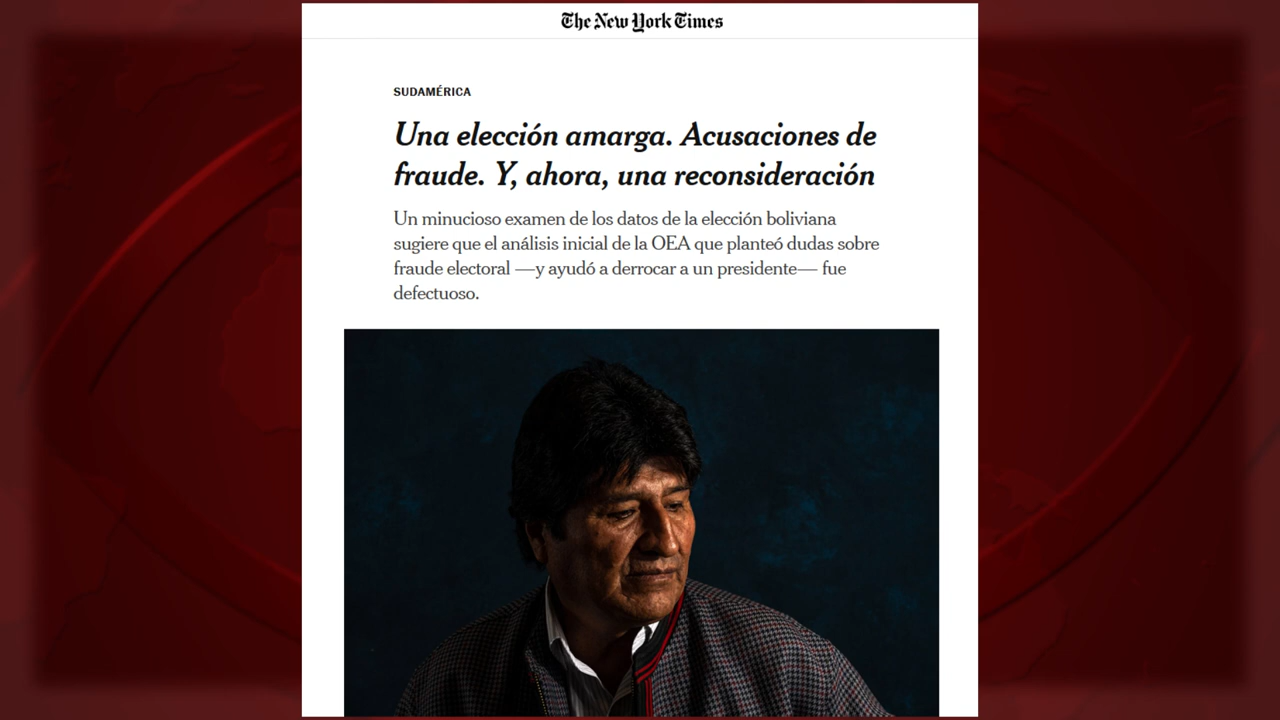 The New York Times
SUDAMÉRICA
Una elección amarga. Acusaciones de
fraude. Y, ahora, una reconsideración
Un minucioso examen de los datos de la elección boliviana
sugiere que el análisis inicial de la OEA que planteó dudas sobre
fraude electoral —y ayudó a derrocar a un presidente— fue
defectuoso.